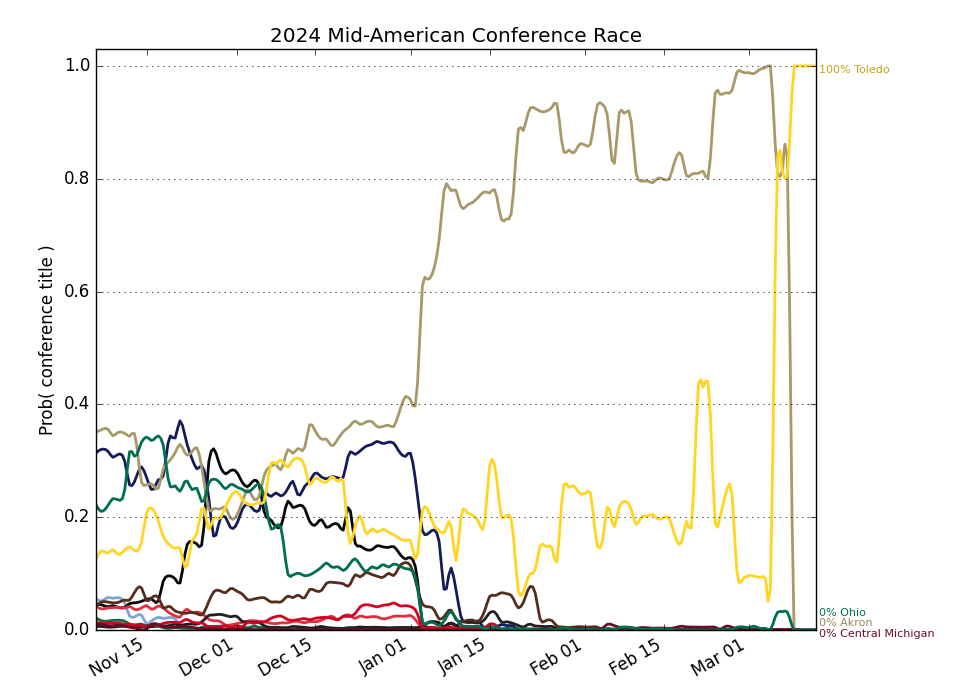 2024 Mid-American Conference Race
Prob( conference title )
1.0
0.8
0.6
0.4
0.2
0.0
Nov 15
Dec 01
Dec 15
Jan 01
Jan 15
Feb 01
Feb 15
Mar 01
100% Toledo
0% Ohio
0% Akron
0% Central Michigan